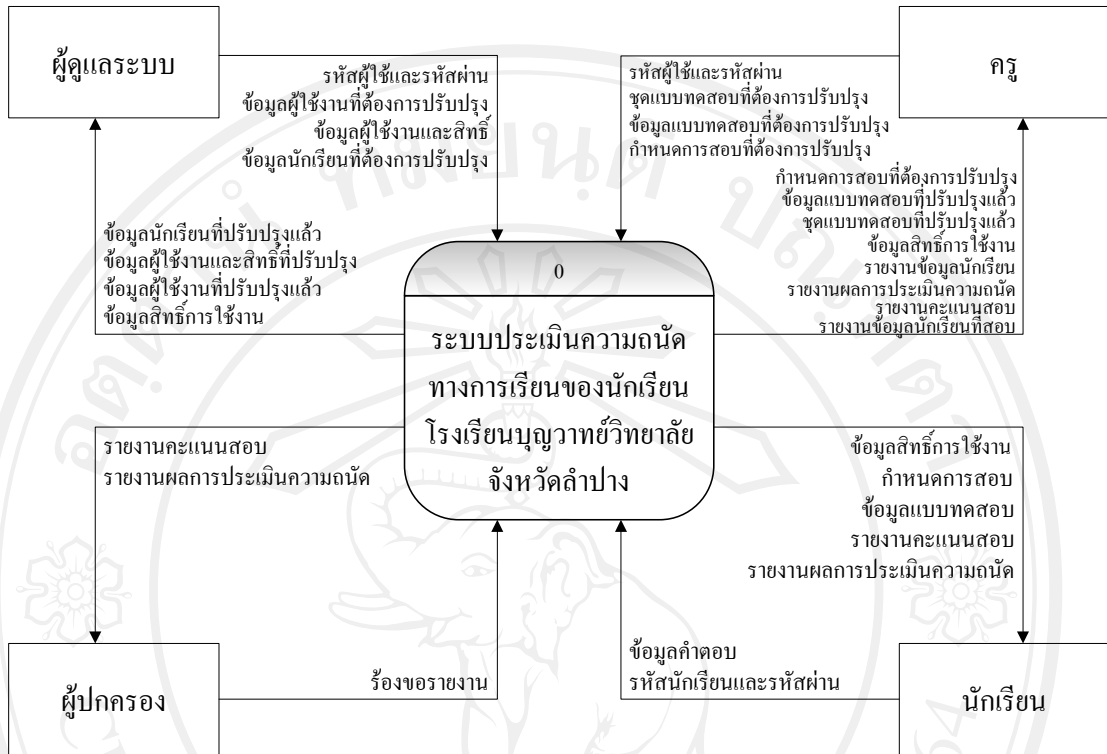 ผู้ดูแลระบบ
รหัสผู้ใช้และรหัสผ่าน
ข้อมูลผู้ใช้งานที่ต้องการปรับปรุง
ข้อมูลผู้ใช้งานและสิทธิ์
ข้อมูลนักเรียนที่ต้องการปรับปรุง
ครู
รหัสผู้ใช้และรหัสผ่าน
ชุดแบบทดสอบที่ต้องการปรับปรุง
ข้อมูลแบบทดสอบที่ต้องการปรับปรุง
กำหนดการสอบที่ต้องการปรับปรุง
กำหนดการสอบที่ต้องการปรับปรุง
ข้อมูลแบบทดสอบที่ปรับปรุงแล้ว
ชุดแบบทดสอบที่ปรับปรุงแล้ว
ข้อมูลสิทธิ์การใช้งาน
รายงานข้อมูลนักเรียน
รายงานผลการประเมินความถนัด
รายงานคะแนนสอบ
รายงานข้อมูลนักเรียนที่สอบ
ข้อมูลนักเรียนที่ปรับปรุงแล้ว
ข้อมูลผู้ใช้งานและสิทธิ์ที่ปรับปรุง
ข้อมูลผู้ใช้งานที่ปรับปรุงแล้ว
ข้อมูลสิทธิ์การใช้งาน
0
ระบบประเมินความถนัด
ทางการเรียนของนักเรียน
โรงเรียนบุญวาทย์วิทยาลัย
จังหวัดลำปาง
รายงานคะแนนสอบ
รายงานผลการประเมินความถนัด
ข้อมูลสิทธิ์การใช้งาน
กำหนดการสอบ
ข้อมูลแบบทดสอบ
รายงานคะแนนสอบ
รายงานผลการประเมินความถนัด
ผู้ปกครอง
ร้องขอรายงาน
ข้อมูลคำตอบ
รหัสนักเรียนและรหัสผ่าน
นักเรียน